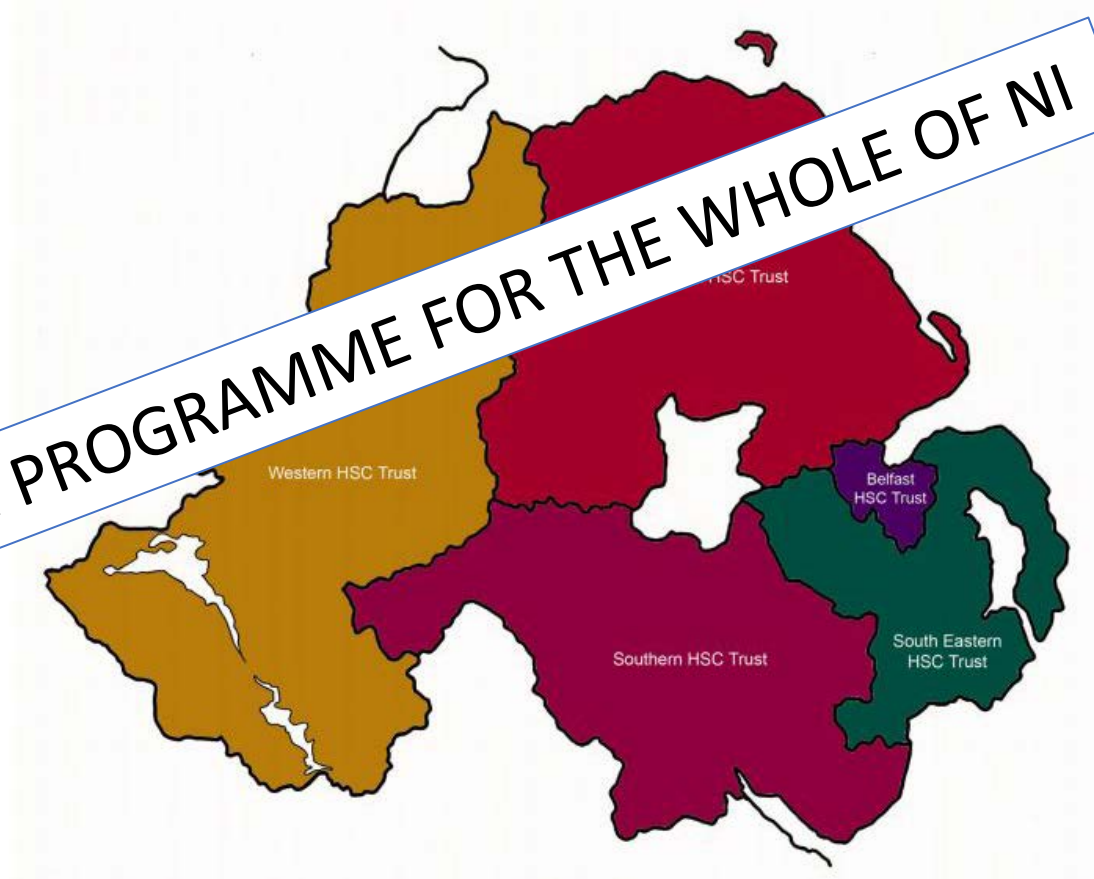 PROGRAMME FOR THE WHOLE OF NI
HSC Trust
Western HSC Trust
Belfast
HSC Trust
South Eastern
HSC Trust
Southern HSC Trust